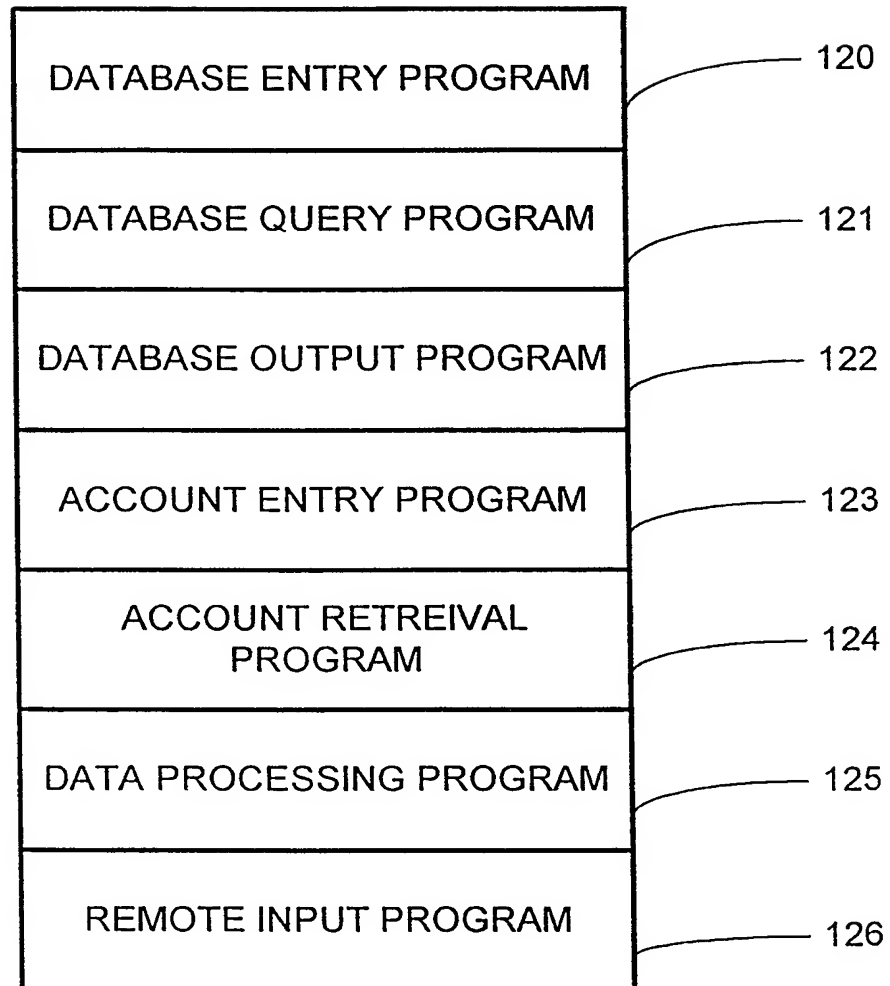 DATABASE ENTRY PROGRAM 120
DATABASE QUERY PROGRAM 121
DATABASE OUTPUT PROGRAM 122
ACCOUNT ENTRY PROGRAM 123
ACCOUNT RETREIVAL
PROGRAM 124
DATA PROCESSING PROGRAM 125
REMOTE INPUT PROGRAM 126